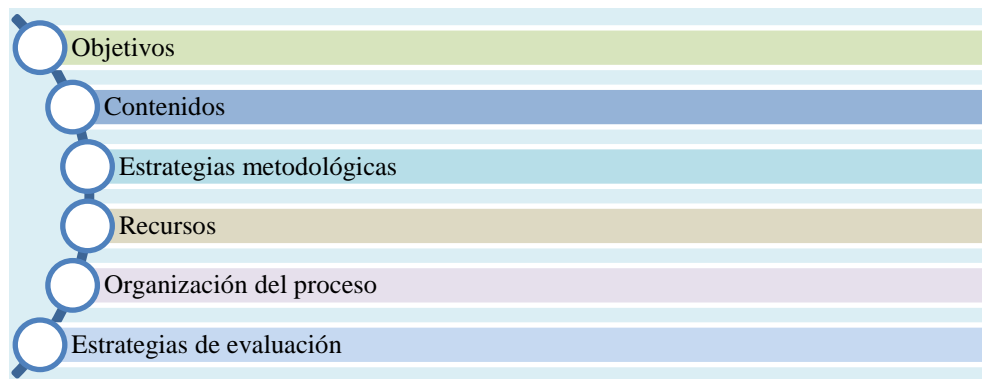 Objetivos
Contenidos
Estrategias metodológicas
Recursos
Organización del proceso
Estrategias de evaluación